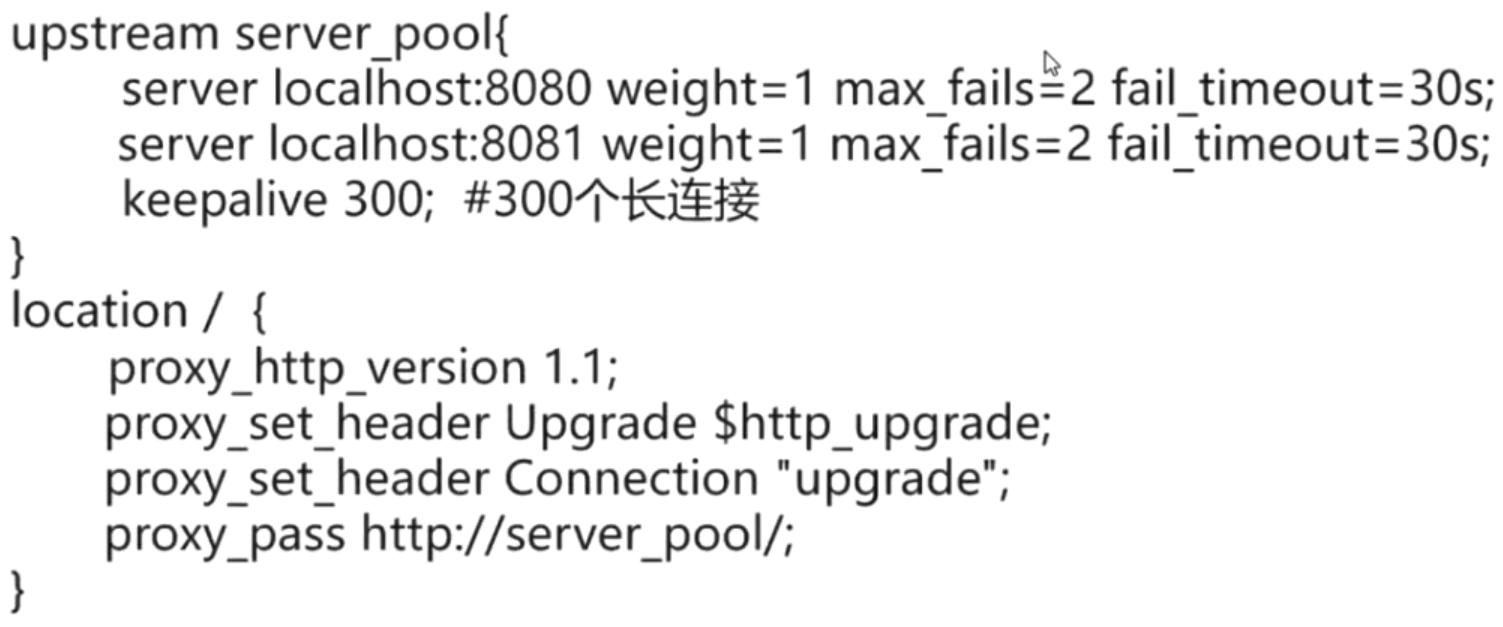 upstream server_pool{
server localhost:8080 weight=1 max_fails=2 fail_timeout=30s;
server localhost:8081 weight=1 max_fails=2 fail_timeout=30s;
keepalive 300;  #300个长连接
}
location /  {
proxy_http_version 1.1;
proxy_set_header Upgrade $http_upgrade;
proxy_set_header Connection "upgrade";
proxy_pass http://server_pool/;
}